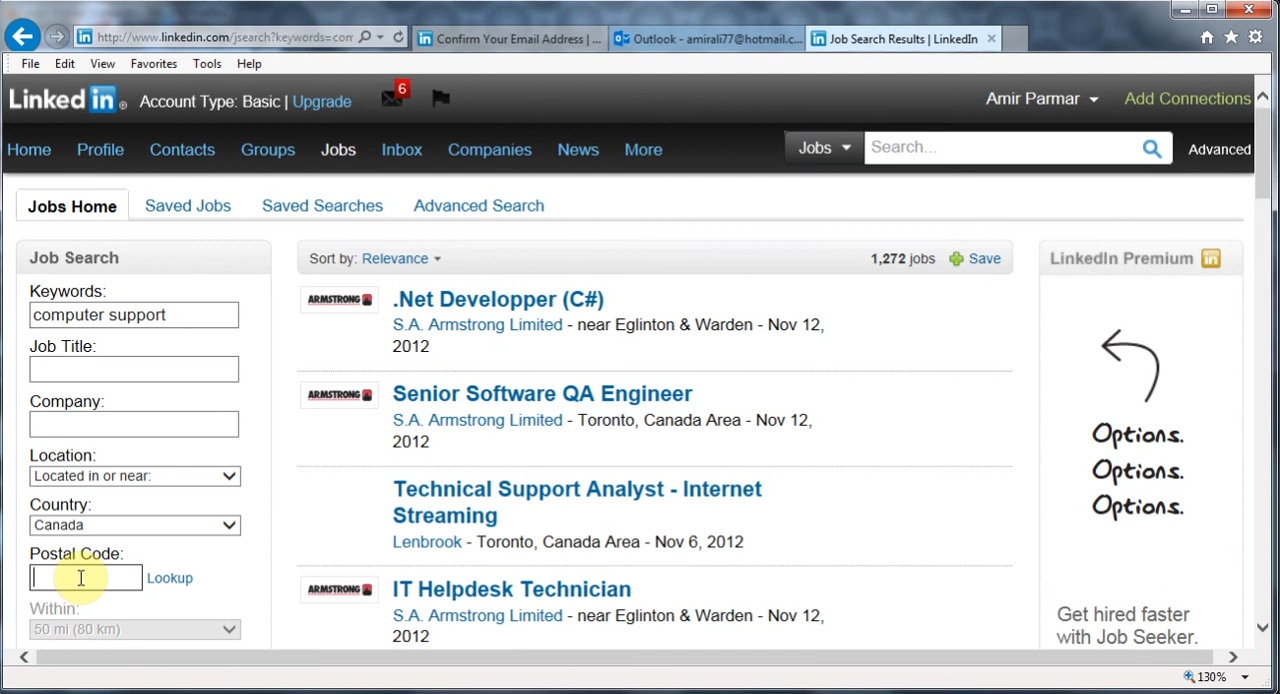 http://www.linkedin.com/jsearch?keywords=con
Confirm Your Email Address | ...
Outlook - amirali77@hotmail.c...
Job Search Results | LinkedIn
File Edit View Favorites Tools Help
Linked in® Account Type: Basic | Upgrade 6 Amir Parmar Add Connections
Home Profile Contacts Groups Jobs Inbox Companies News More Jobs Search... Advanced
Jobs Home Saved Jobs Saved Searches Advanced Search
Job Search
Keywords:
computer support
Job Title:
Company:
Location:
Located in or near:
Country:
Canada
Postal Code:
Lookup
Within:
50 mi (80 km)
Sort by: Relevance 1,272 jobs Save
ARMSTRONG
.Net Developper (C#)
S.A. Armstrong Limited - near Eglinton & Warden - Nov 12,
2012
ARMSTRONG
Senior Software QA Engineer
S.A. Armstrong Limited - Toronto, Canada Area - Nov 12,
2012
Technical Support Analyst - Internet
Streaming
Lenbrook - Toronto, Canada Area - Nov 6, 2012
ARMSTRONG
IT Helpdesk Technician
S.A. Armstrong Limited - near Eglinton & Warden - Nov 12,
2012
LinkedIn Premium in
Options.
Options.
Options.
Get hired faster
with Job Seeker.
130%